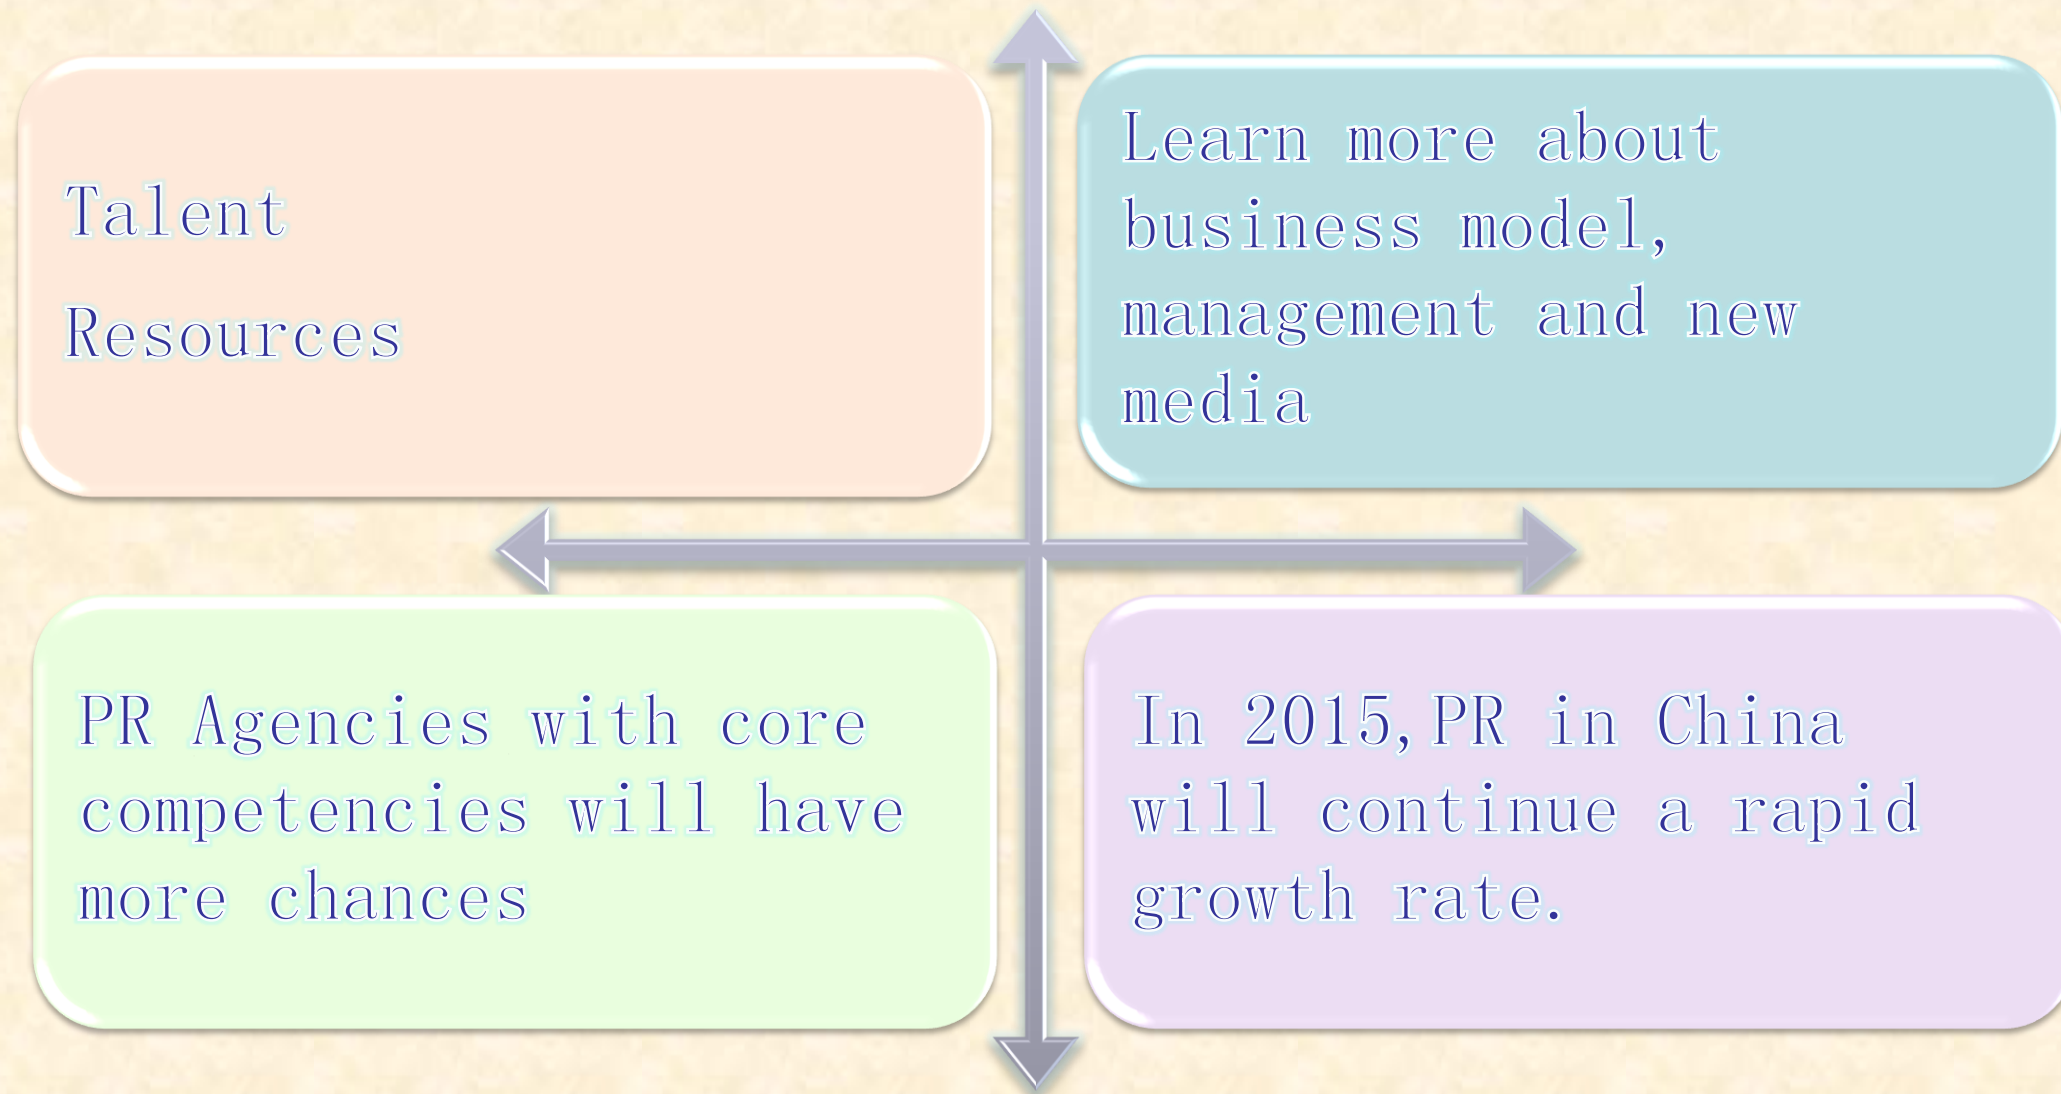 Talent
Resources
Learn more about
business model,
management and new
media
PR Agencies with core
competencies will have
more chances
In 2015,PR in China
will continue a rapid
growth rate.